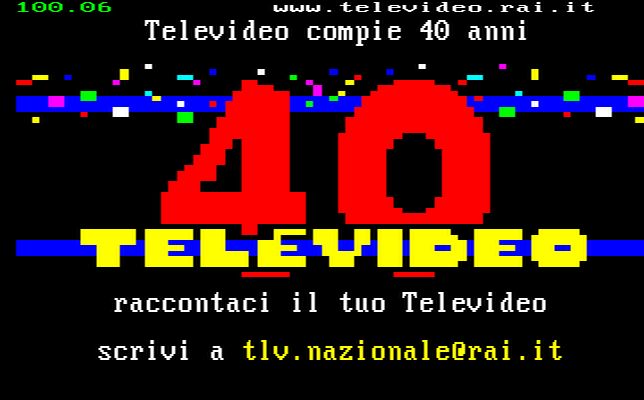 100.06 www.televideo.rai.it
Televideo compie 40 anni
40
TELEVIDEO
raccontaci il tuo Televideo
scrivi a tlv.nazionale@rai.it